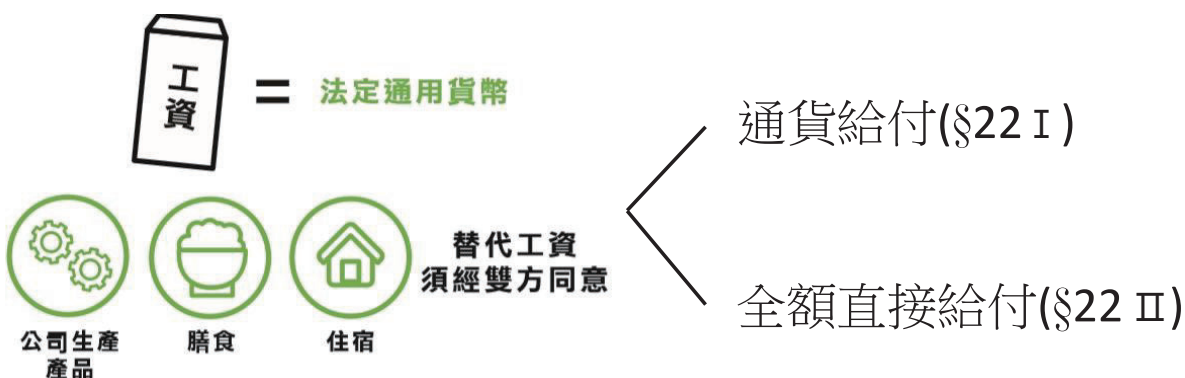 工資
=
法定通用貨幣
公司生產
產品
膳食
住宿
替代工資
須經雙方同意
通貨給付(§22 I)
全額直接給付(§22 II)